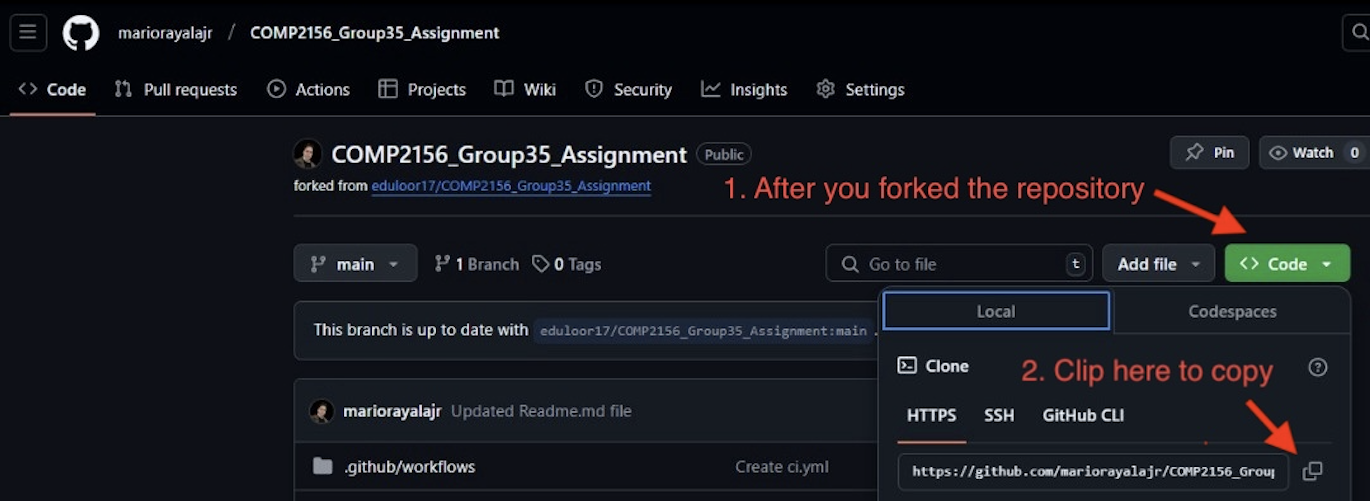 mariorayalajr / COMP2156_Group35_Assignment
<> Code Pull requests Actions Projects Wiki Security Insights Settings
COMP2156_Group35_Assignment Public Pin Watch 0
forked from eduloor17/COMP2156_Group35_Assignment
1. After you forked the repository
main 1 Branch 0 Tags Go to file t Add file <> Code
Local Codespaces
This branch is up to date with eduloor17/COMP2156_Group35_Assignment:main .
Clone
2. Clip here to copy
HTTPS SSH GitHub CLI
mariorayalajr Updated Readme.md file
.github/workflows Create ci.yml
https://github.com/mariorayalajr/COMP2156_Group